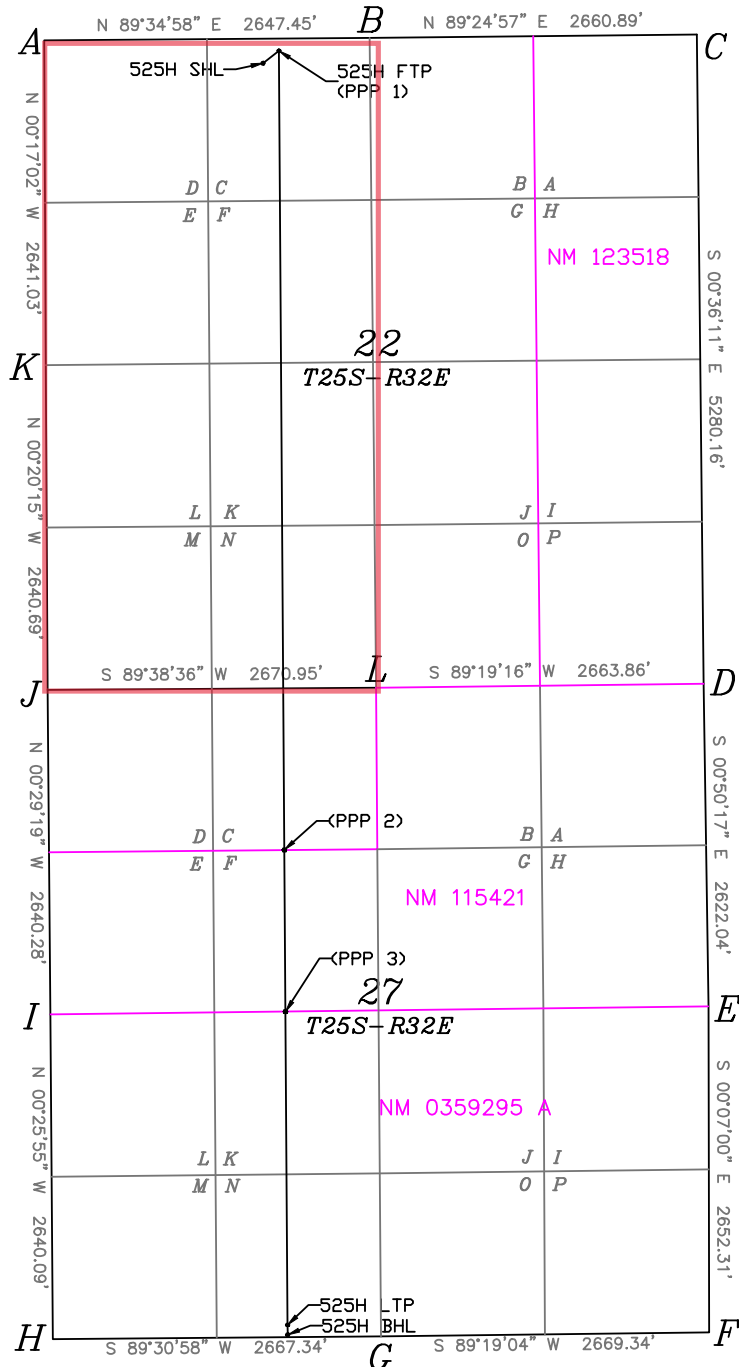 N 89°34'58" E 2647.45'
B
N 89°24'57" E 2660.89'
A
C
525H SHL
525H FTP
(PPP 1)
N 00°17'02" W 2641.03'
D C
E F
B A
G H
NM 123518
S 00°36'11" E 5280.16'
22
T25S-R32E
K
N 00°20'15" W 2640.69'
L K
M N
J I
O P
S 89°38'36" W 2670.95'
L
S 89°19'16" W 2663.86'
J
D
N 00°29'19" W 2640.28'
S 00°50'17" E 2622.04'
(PPP 2)
D C
E F
B A
G H
NM 115421
(PPP 3)
27
T25S-R32E
I
E
N 00°25'55" W 2640.09'
S 00°07'00" E 2652.31'
NM 0359295 A
L K
M N
J I
O P
525H LTP
525H BHL
H
F
S 89°30'58" W 2667.34'
G
S 89°19'04" W 2669.34'